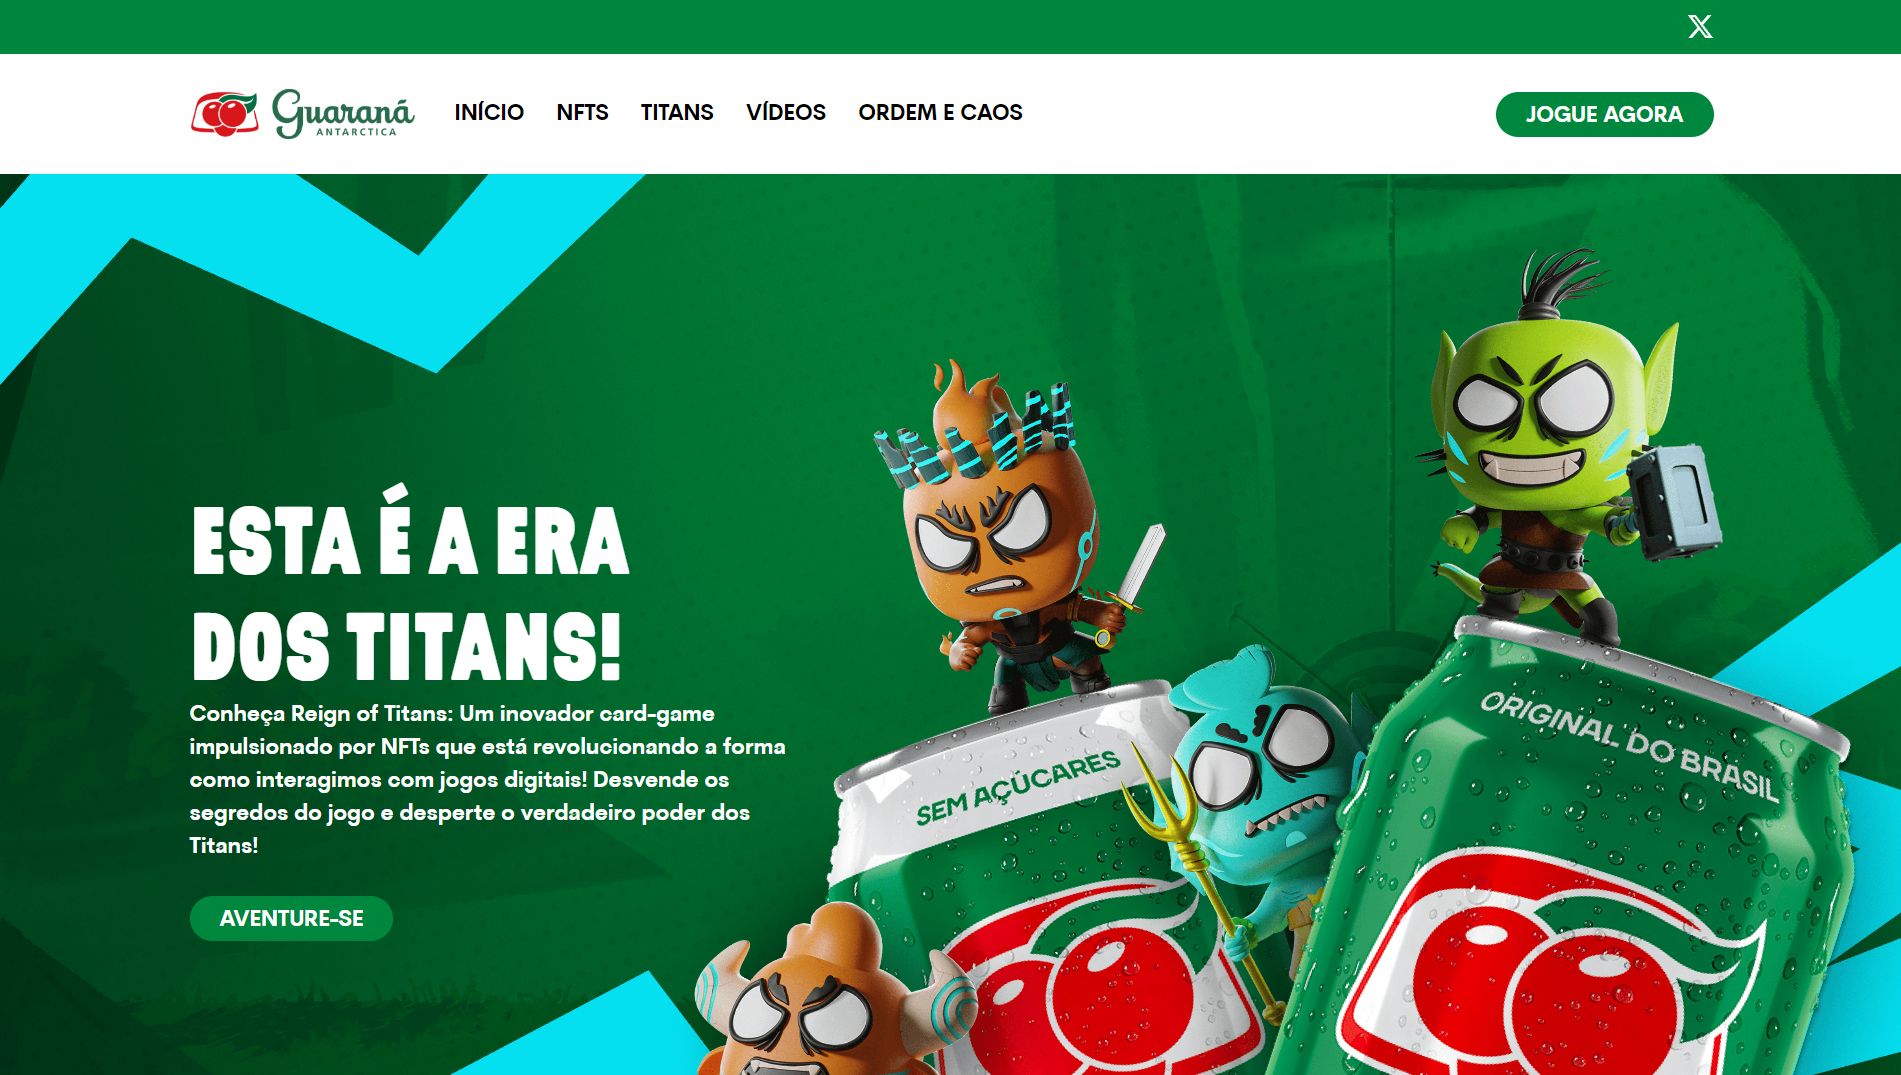 Guaraná
ANTARCTICA
INÍCIO NFTS TITANS VÍDEOS ORDEM E CAOS
JOGUE AGORA
ESTA É A ERA
DOS TITANS!
Conheça Reign of Titans: Um inovador card-game
impulsionado por NFTs que está revolucionando a forma
como interagimos com jogos digitais! Desvende os
segredos do jogo e desperte o verdadeiro poder dos
Titans!
AVENTURE-SE
SEM AÇÚCARES
ORIGINAL DO BRASIL